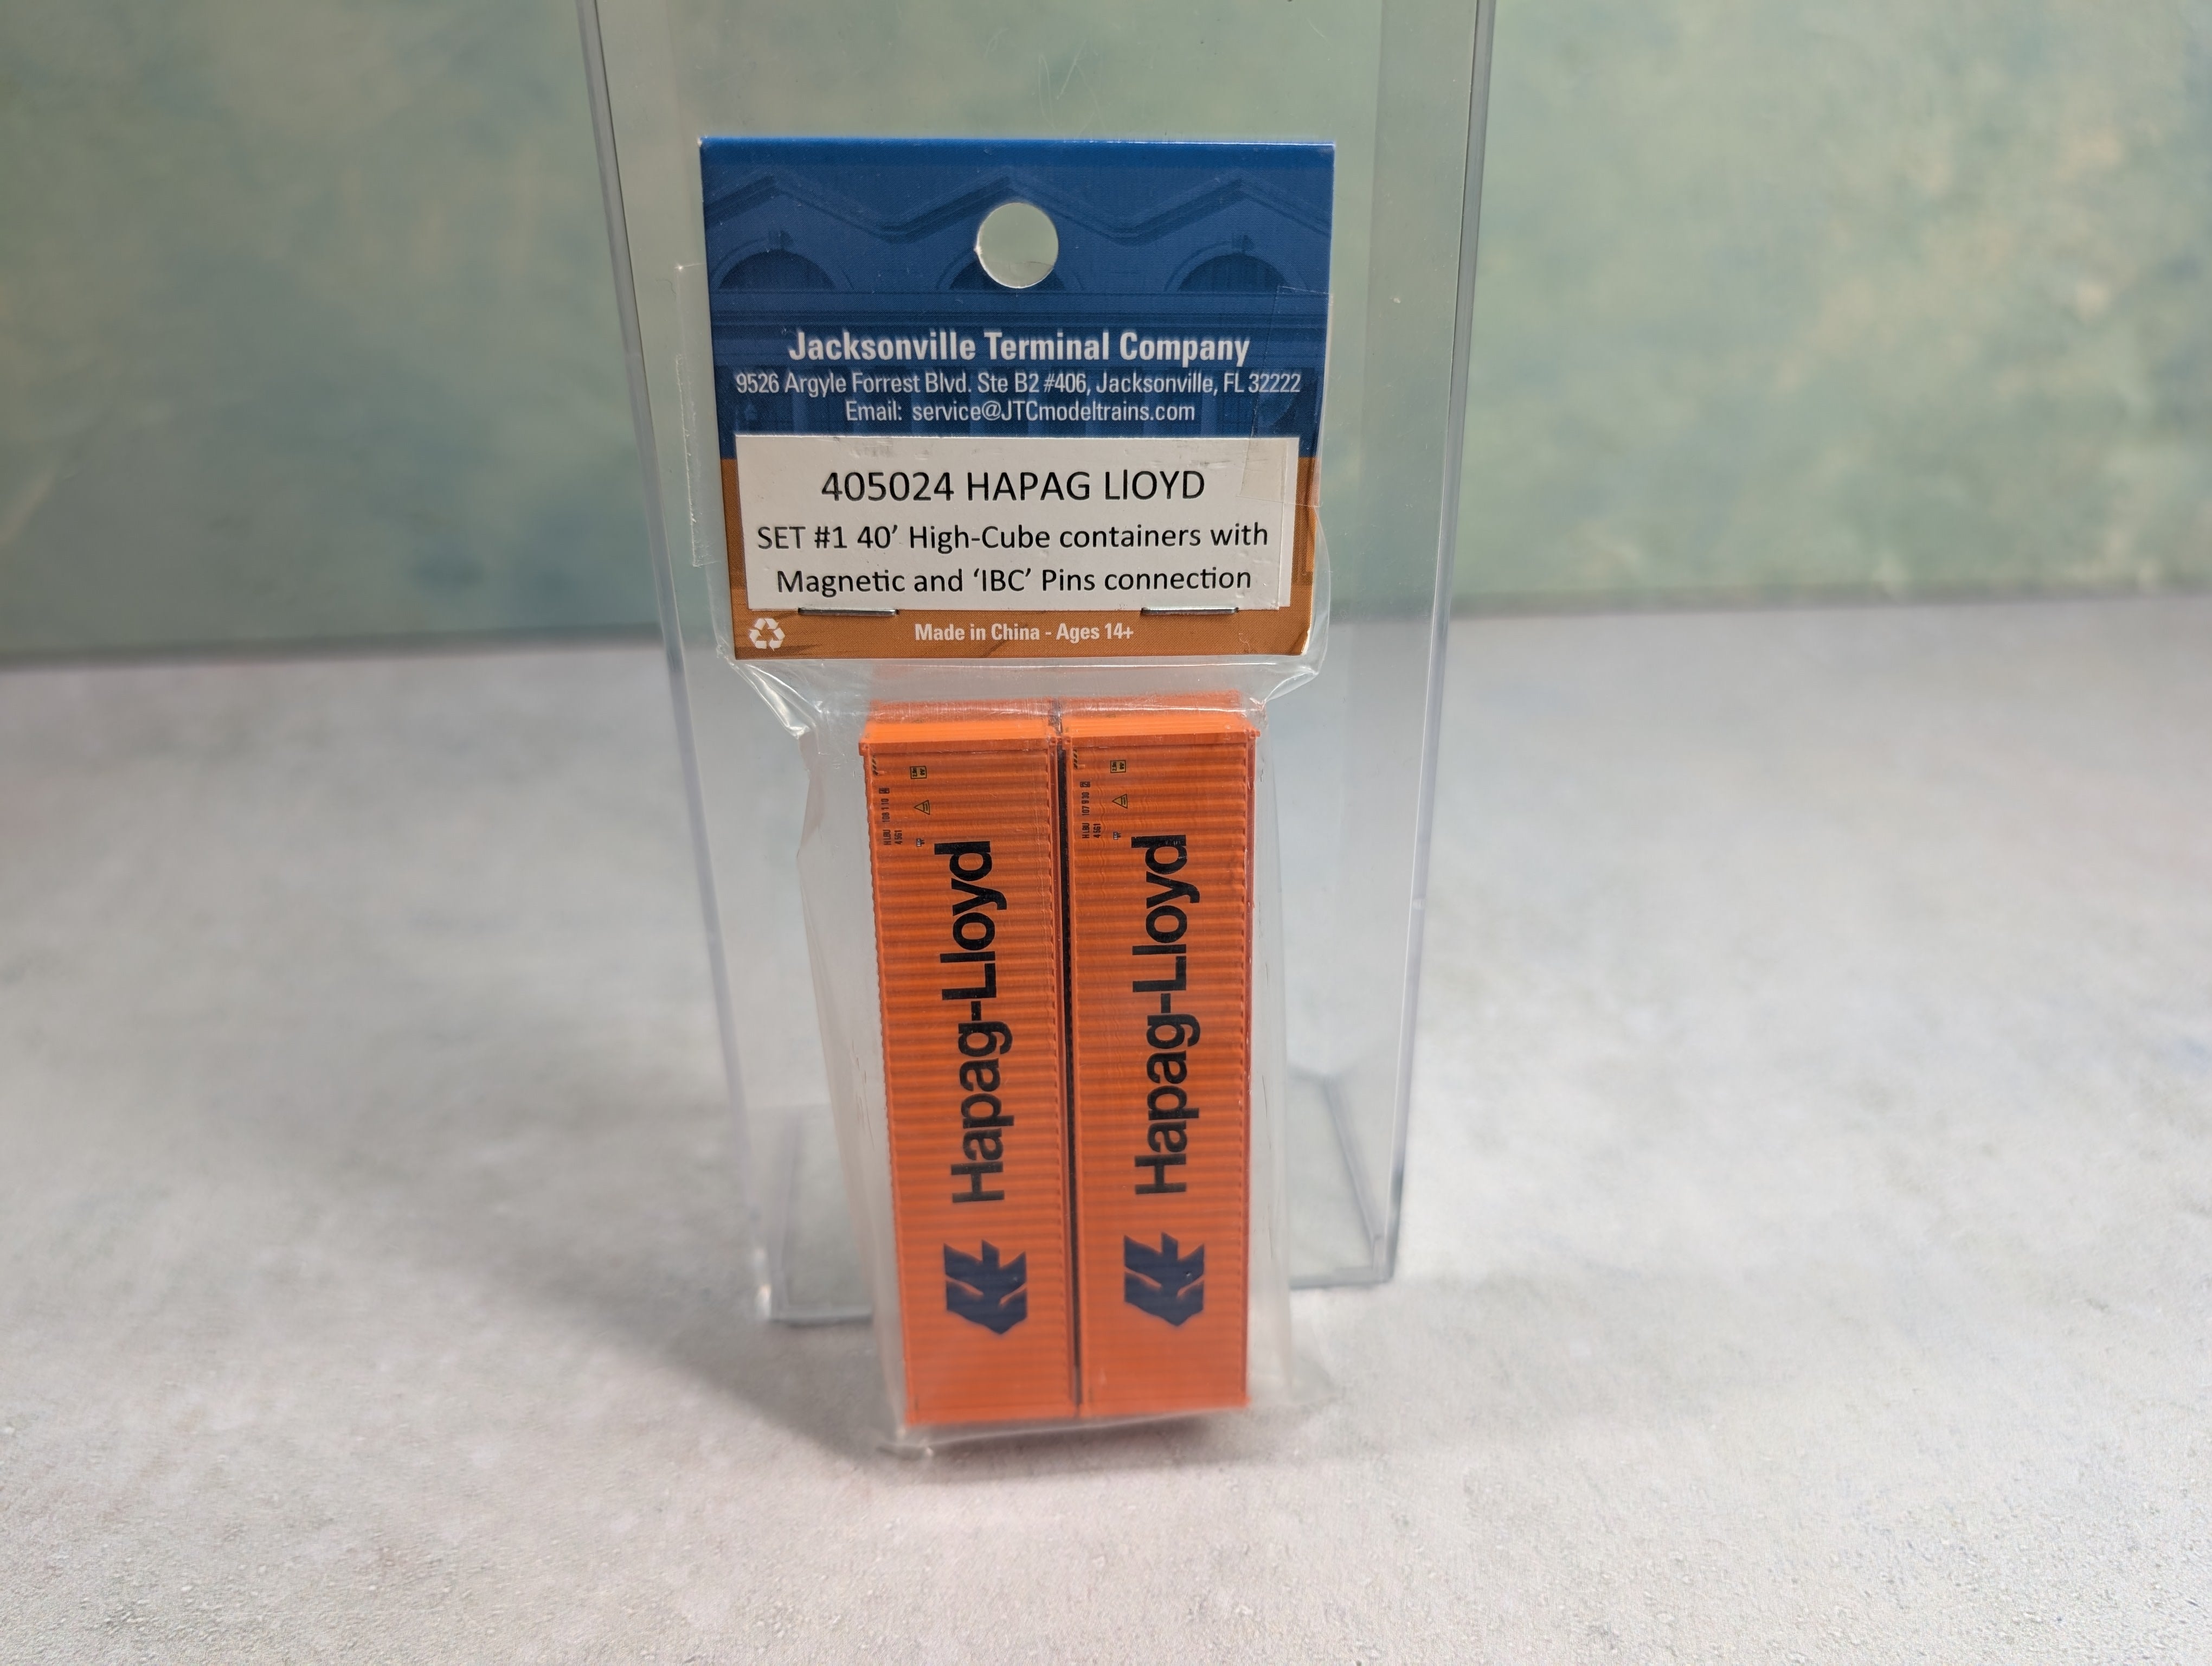 Jacksonville Terminal Company
9526 Argyle Forrest Blvd. Ste B2 #406, Jacksonville, FL 32222
Email: service@JTCmodeltrains.com
405024 HAPAG LlOYD
SET #1 40’ High-Cube containers with
Magnetic and ‘IBC’ Pins connection
Made in China - Ages 14+
Hapag-Lloyd
Hapag-Lloyd